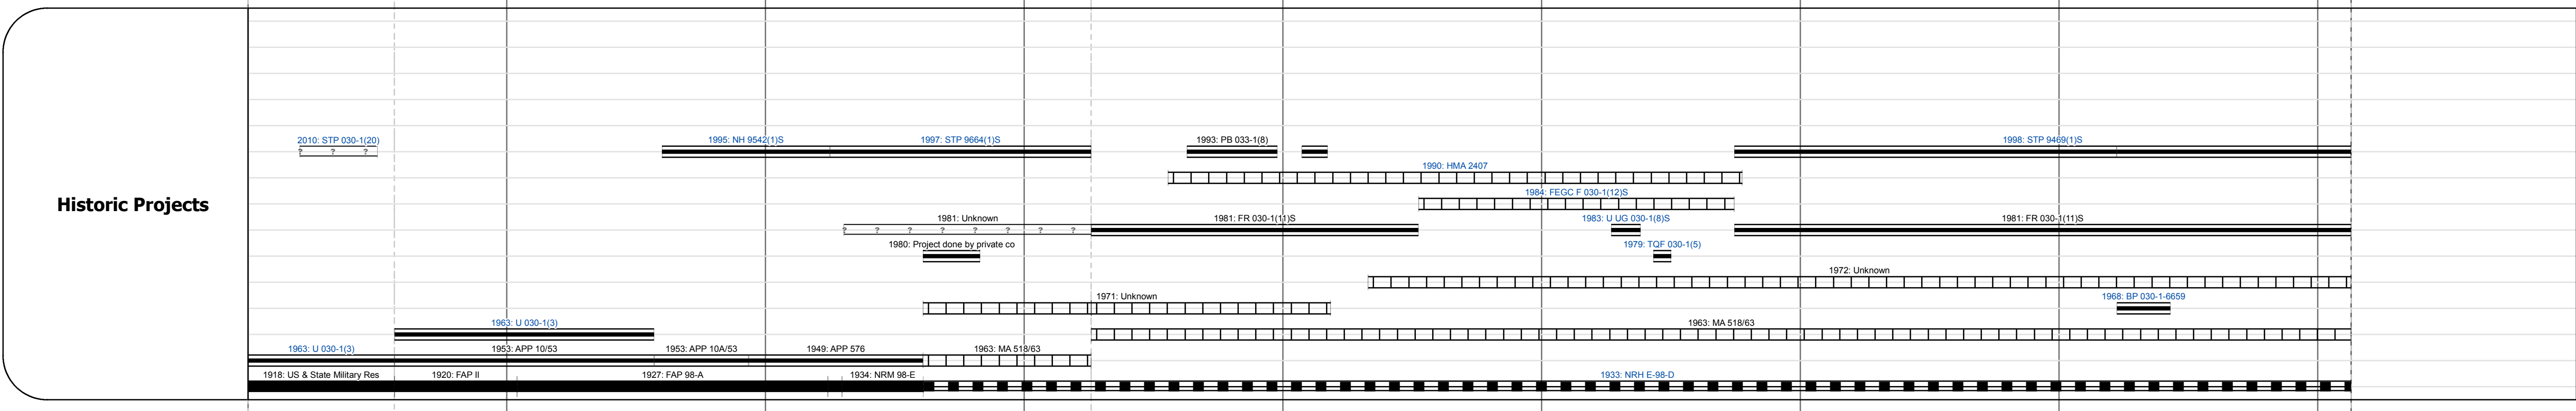 2010: STP 030-1(20)
1995: NH 9542(1)S
1997: STP 9664(1)S
1993: PB 033-1(8)
1998: STP 9469(1)S
? ? ?
1990: HMA 2407
1984: FEGC F 030-1(12)S
Historic Projects
1981: Unknown
1981: FR 030-1(11)S
1983: U UG 030-1(8)S
1981: FR 030-1(11)S
? ? ? ? ? ? ? ?
1980: Project done by private co
1979: TQF 030-1(5)
1972: Unknown
1971: Unknown
1968: BP 030-1-6659
1963: U 030-1(3)
1963: MA 518/63
1963: U 030-1(3)
1953: APP 10/53
1953: APP 10A/53
1949: APP 576
1963: MA 518/63
1918: US & State Military Res
1920: FAP II
1927: FAP 98-A
1934: NRM 98-E
1933: NRH E-98-D